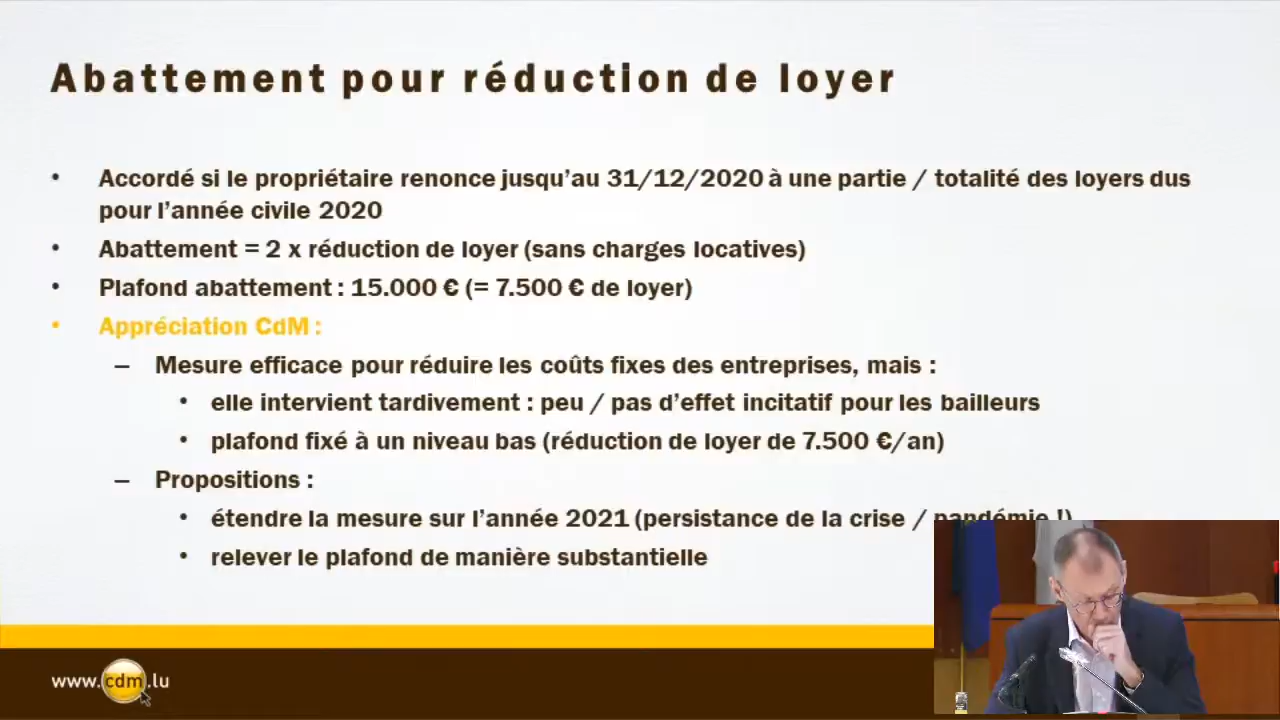 Abattement pour réduction de loyer
• Accordé si le propriétaire renonce jusqu’au 31/12/2020 à une partie / totalité des loyers dus
pour l’année civile 2020
• Abattement = 2 x réduction de loyer (sans charges locatives)
• Plafond abattement : 15.000 € (= 7.500 € de loyer)
• Appréciation CdM :
– Mesure efficace pour réduire les coûts fixes des entreprises, mais :
• elle intervient tardivement : peu / pas d’effet incitatif pour les bailleurs
• plafond fixé à un niveau bas (réduction de loyer de 7.500 €/an)
– Propositions :
• étendre la mesure sur l’année 2021 (persistance de la crise / pandémie !)
• relever le plafond de manière substantielle
www.cdm.lu